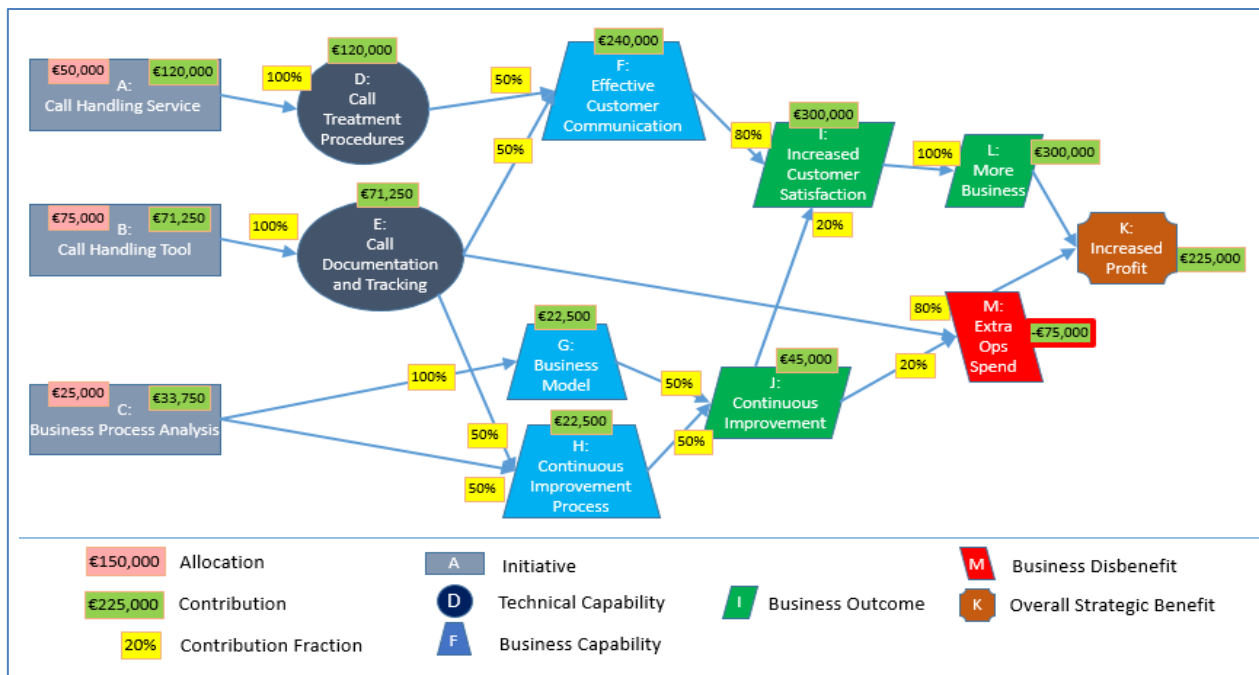 €50,000
€120,000
A:
Call Handling Service
100%
€120,000
D:
Call
Treatment
Procedures
50%
€240,000
F:
Effective
Customer
Communication
50%
80%
€300,000
I:
Increased
Customer
Satisfaction
100%
L:
More
Business
€300,000
€75,000
€71,250
B:
Call Handling Tool
100%
€71,250
E:
Call
Documentation
and Tracking
20%
K:
Increased
Profit
€225,000
80%
M:
Extra
Ops
Spend
-€75,000
€25,000
€33,750
C:
Business Process Analysis
100%
€22,500
G:
Business
Model
50%
€45,000
J:
Continuous
Improvement
20%
50%
50%
€22,500
H:
Continuous
Improvement
Process
50%
€150,000 Allocation
€225,000 Contribution
20% Contribution Fraction
A Initiative
D Technical Capability
F Business Capability
I Business Outcome
M Business Disbenefit
K Overall Strategic Benefit